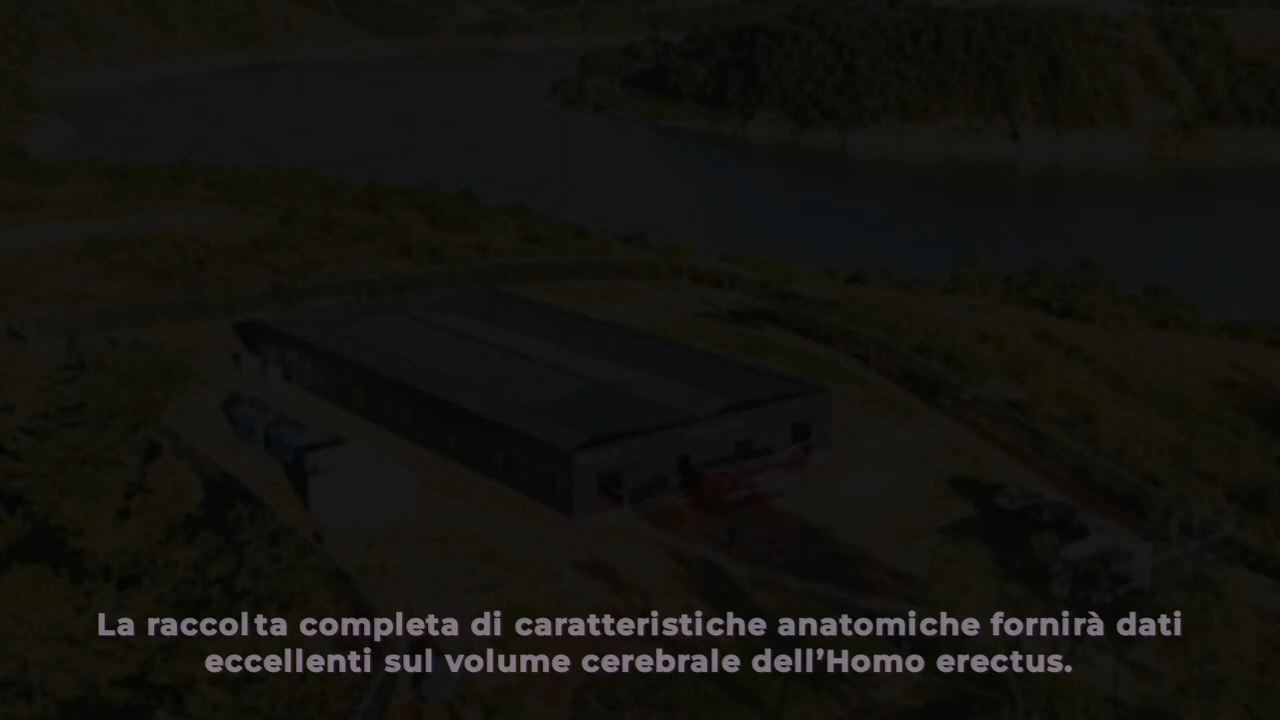 La raccolta completa di caratteristiche anatomiche fornirà dati
eccellenti sul volume cerebrale dell’Homo erectus.